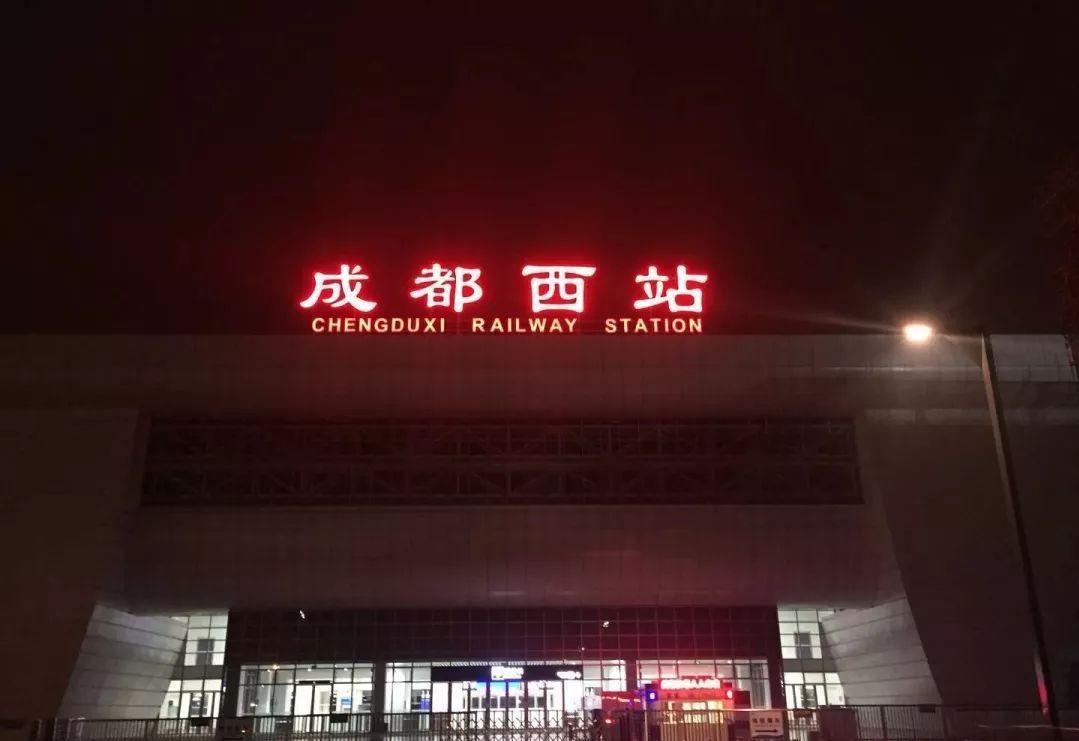 成都西站
CHENGDUXI RAILWAY STATION